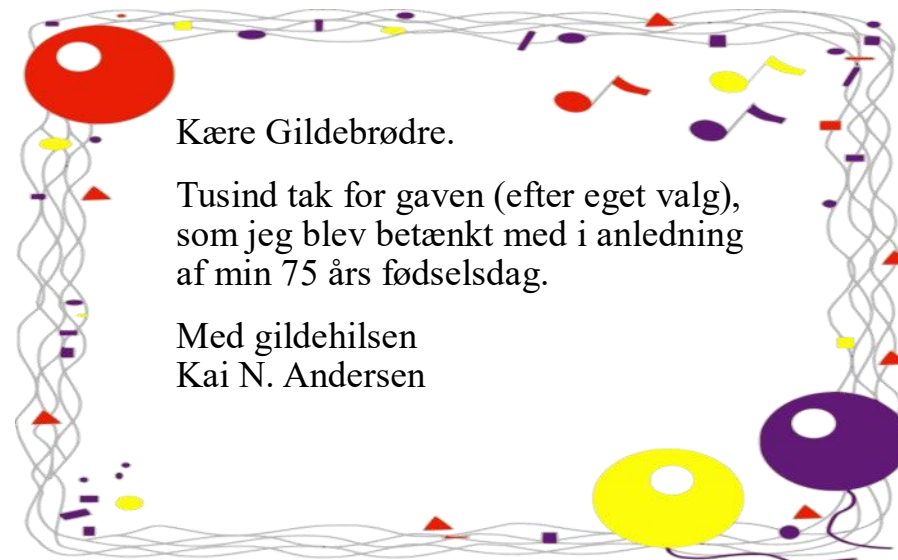 Kære Gildebrødre.
Tusind tak for gaven (efter eget valg),
som jeg blev betænkt med i anledning
af min 75 års fødselsdag.
Med gildehilsen
Kai N. Andersen